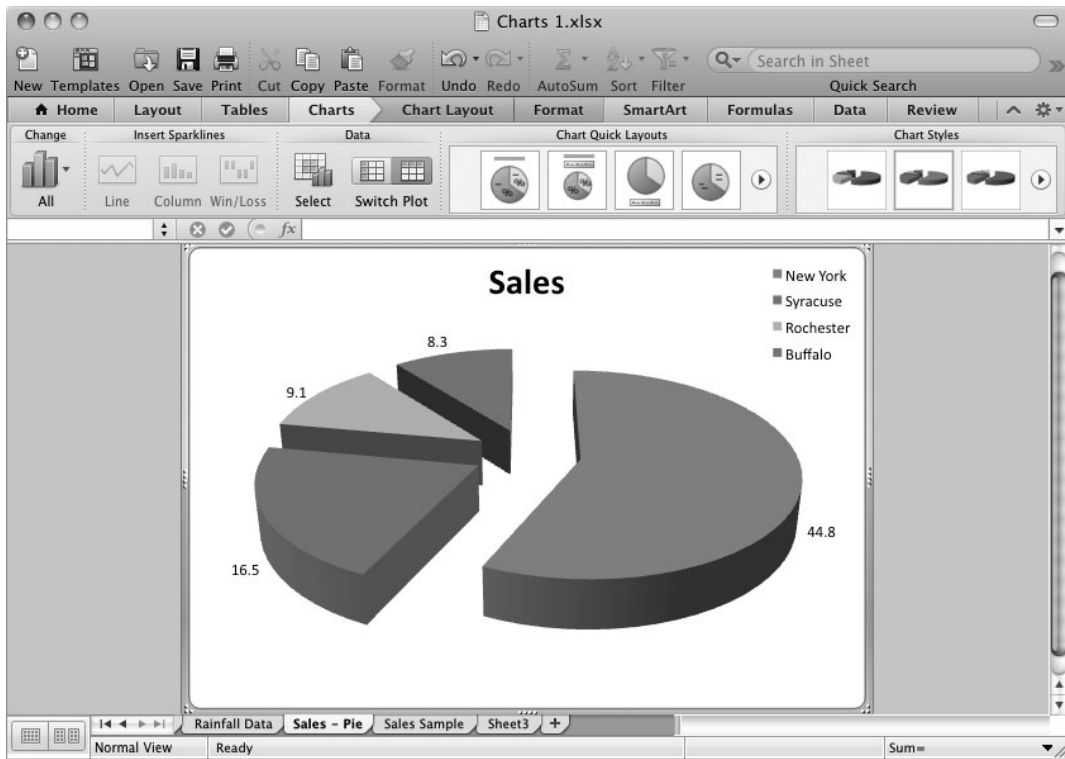 Charts 1.xlsx
Search in Sheet
New Templates Open Save Print Cut Copy Paste Format Undo Redo AutoSum Sort Filter Quick Search
Home Layout Tables Charts Chart Layout Format SmartArt Formulas Data Review
Change Insert Sparklines Data Chart Quick Layouts Chart Styles
All Line Column Win/Loss Select Switch Plot
fx
Sales
New York
Syracuse
Rochester
Buffalo
8.3
9.1
44.8
16.5
Rainfall Data Sales - Pie Sales Sample Sheet3 +
Normal View Ready Sum=